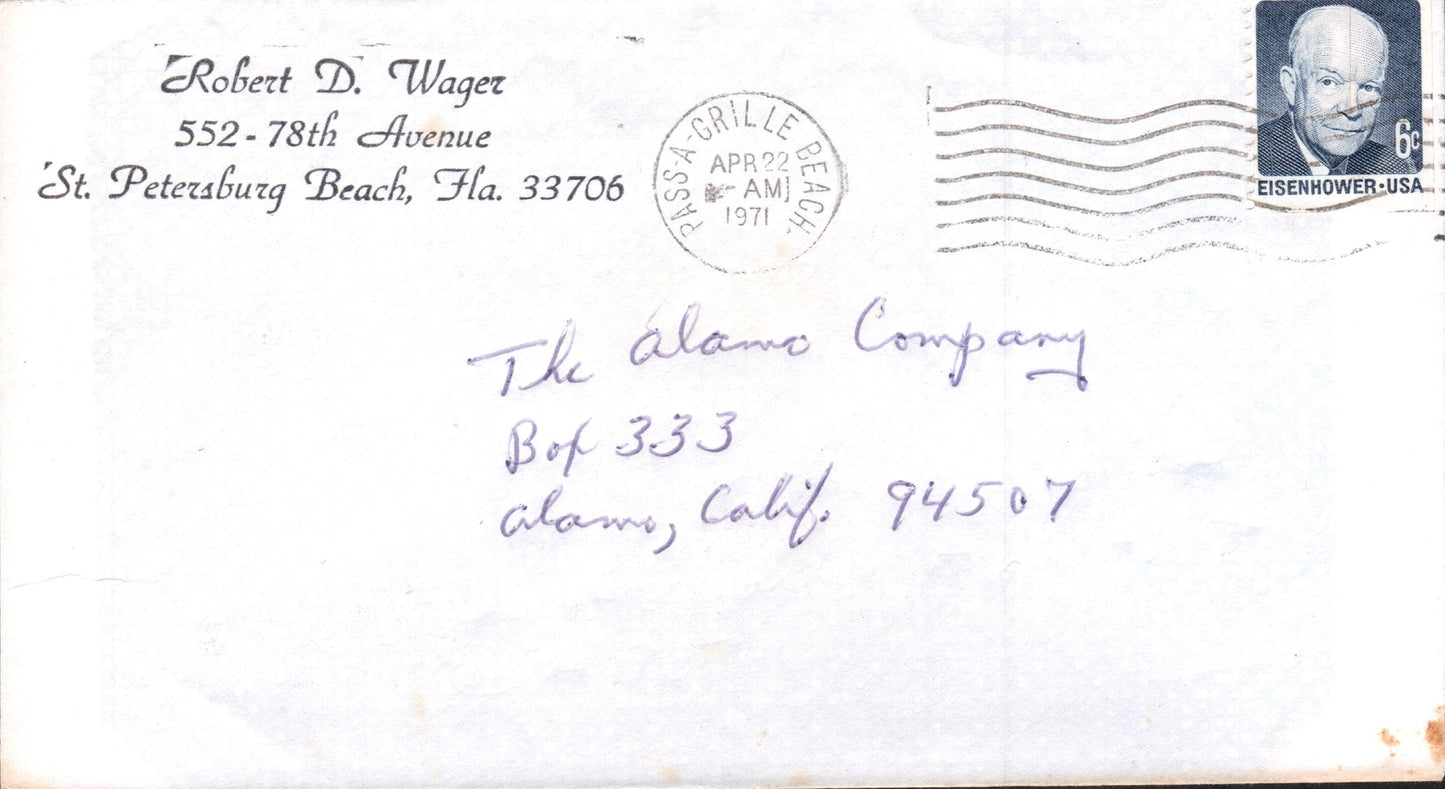 Robert D. Wager
552-78th Avenue
St. Petersburg Beach, Fla. 33706
PASS-A-GRILLE BEACH,
APR 22
AM
1971
6c
EISENHOWER·USA
The Alamo Company
Box 333
Alamo, Calif. 94507